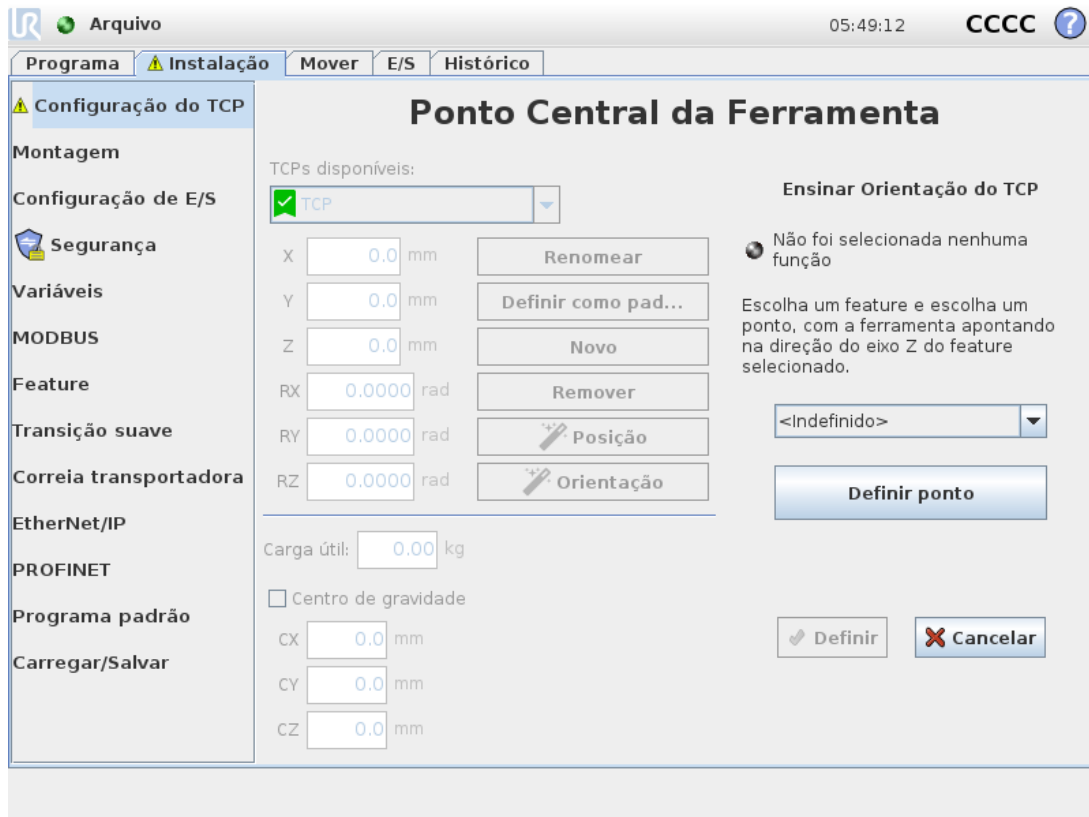 UR Arquivo 05:49:12 CCCC ?
Programa Instalação Mover E/S Histórico
Configuração do TCP
Montagem
Configuração de E/S
Segurança
Variáveis
MODBUS
Feature
Transição suave
Correia transportadora
EtherNet/IP
PROFINET
Programa padrão
Carregar/Salvar
Ponto Central da Ferramenta
TCPs disponíveis:
TCP
X 0.0 mm Renomear
Y 0.0 mm Definir como pad...
Z 0.0 mm Novo
RX 0.0000 rad Remover
RY 0.0000 rad Posição
RZ 0.0000 rad Orientação
Carga útil: 0.00 kg
Centro de gravidade
CX 0.0 mm
CY 0.0 mm
CZ 0.0 mm
Ensinar Orientação do TCP
Não foi selecionada nenhuma
função
Escolha um feature e escolha um
ponto, com a ferramenta apontando
na direção do eixo Z do feature
selecionado.
<Indefinido>
Definir ponto
Definir Cancelar